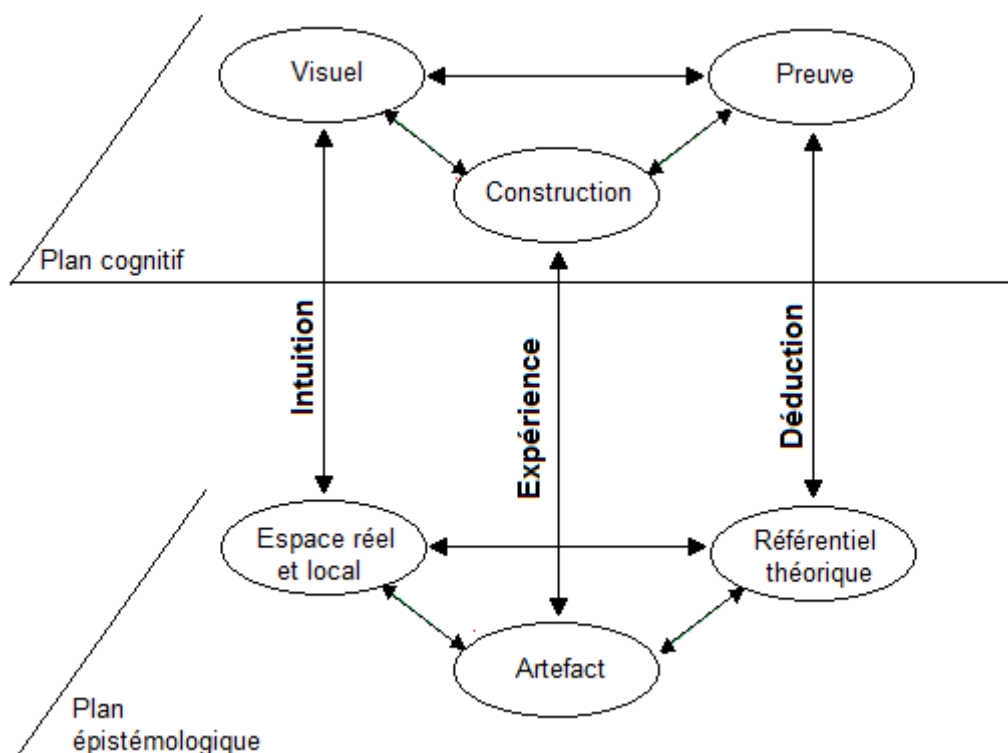 Visuel
Preuve
Construction
Plan cognitif
Intuition
Expérience
Déduction
Espace réel
et local
Référentiel
théorique
Artefact
Plan
épistémologique